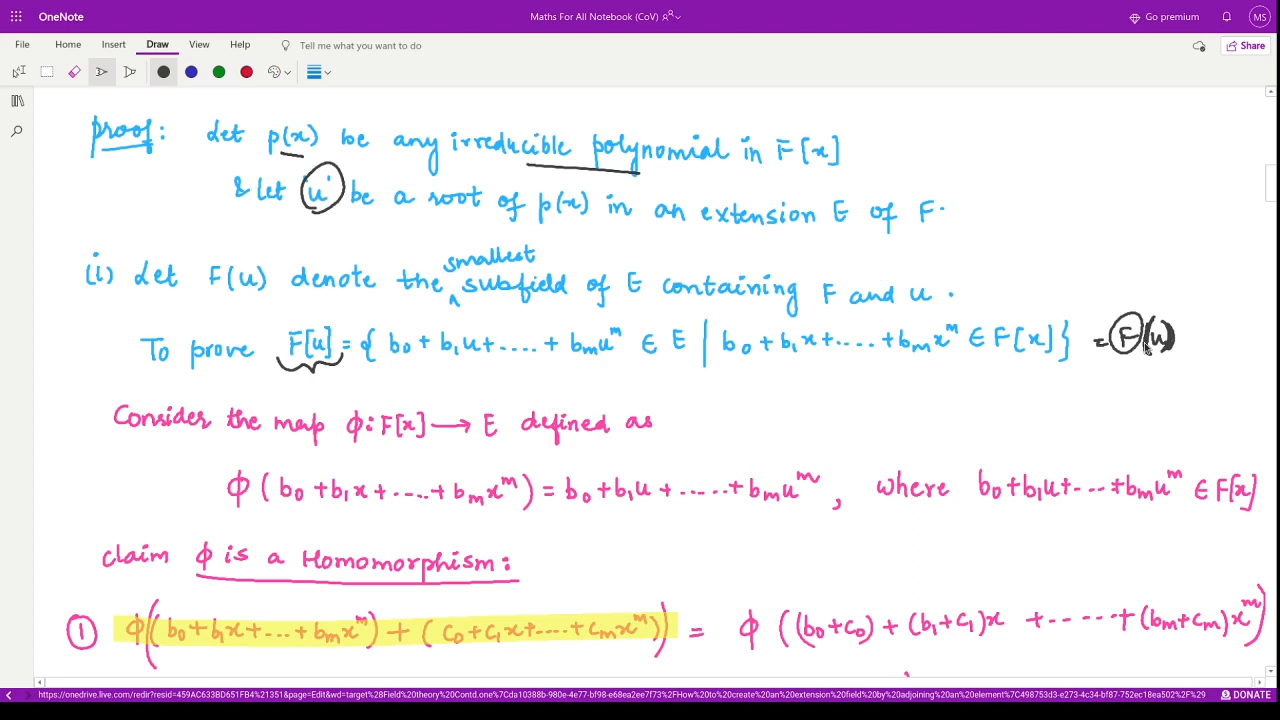 OneNote
Maths For All Notebook (CoV)
Go premium
MS
File Home Insert Draw View Help Tell me what you want to do
Share
proof: Let p(x) be any irreducible polynomial in F[x]
& let 'u' be a root of p(x) in an extension E of F.
(i) Let F(u) denote the smallest subfield of E containing F and u.
To prove F[u] = { b₀ + b₁u + .... + bₘuᵐ ∈ E | b₀ + b₁x + ..... + bₘxᵐ ∈ F[x] } = F(u)
Consider the map ϕ: F[x] ⟶ E defined as
ϕ ( b₀ + b₁x + ..... + bₘxᵐ ) = b₀ + b₁u + ..... + bₘuᵐ , where b₀ + b₁u + ... + bₘuᵐ ∈ F[x]
claim ϕ is a Homomorphism:
① ϕ((b₀ + b₁x + ... + bₘxᵐ) + (c₀ + c₁x + ..... + cₘxᵐ)) = ϕ ((b₀+c₀) + (b₁+c₁)x + ...... + (bₘ+cₘ)xᵐ)
DONATE